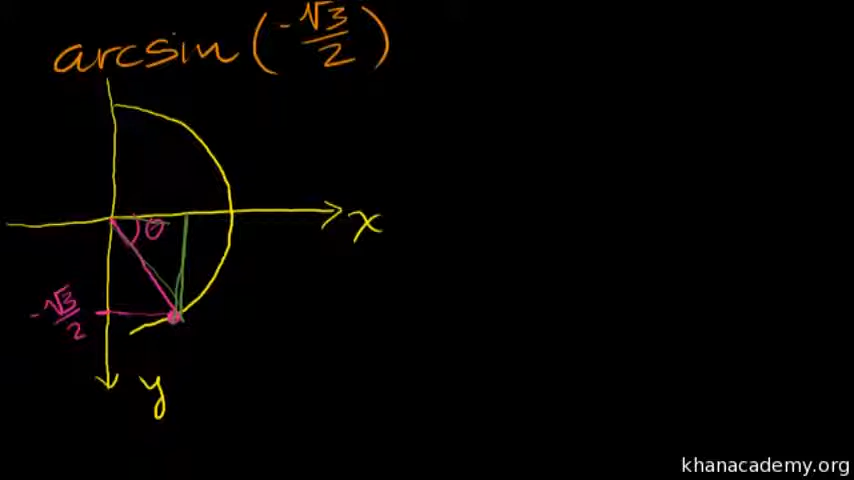 arcsin (-√3/2)
x
θ
-√3/2
y
khanacademy.org